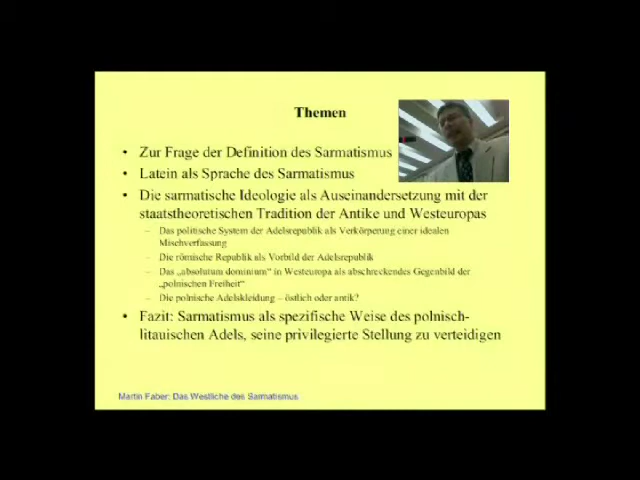 Themen
• Zur Frage der Definition des Sarmatismus
• Latein als Sprache des Sarmatismus
• Die sarmatische Ideologie als Auseinandersetzung mit der
staatstheoretischen Tradition der Antike und Westeuropas
– Das politische System der Adelsrepublik als Verkörperung einer idealen
Mischverfassung
– Die römische Republik als Vorbild der Adelsrepublik
– Das „absolutum dominium“ in Westeuropa als abschreckendes Gegenbild der
„polnischen Freiheit“
– Die polnische Adelskleidung – östlich oder antik?
• Fazit: Sarmatismus als spezifische Weise des polnisch-
litauischen Adels, seine privilegierte Stellung zu verteidigen
Martin Faber: Das Westliche des Sarmatismus